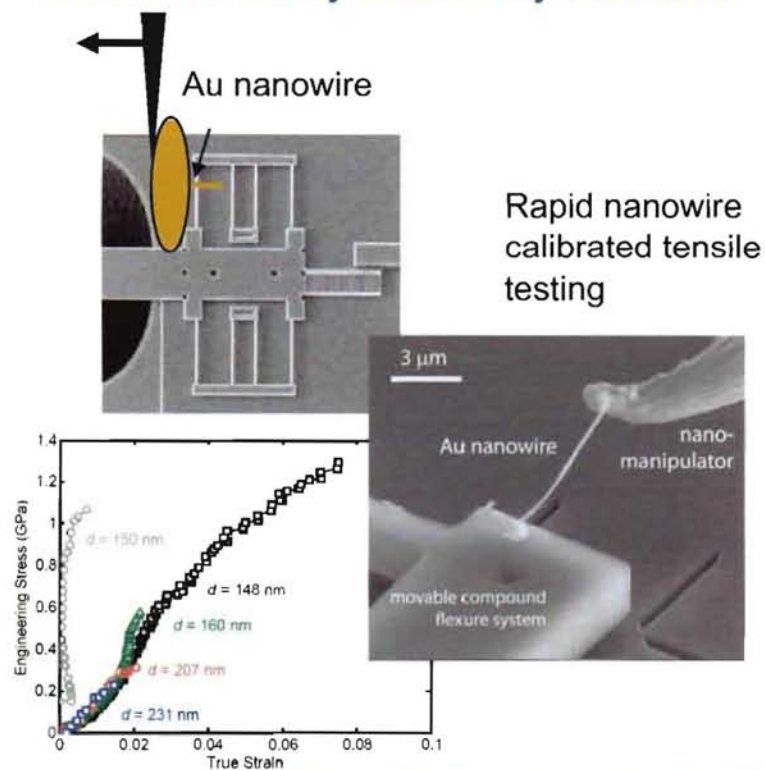 Au nanowire
Rapid nanowire
calibrated tensile
testing
3 μm
Au nanowire
nano-
manipulator
movable compound
flexure system
Engineering Stress (GPa)
1.4
1.2
1
0.8
0.6
0.4
0.2
0
d = 150 nm
d = 148 nm
d = 160 nm
d = 207 nm
d = 231 nm
0
0.02
0.04
0.06
0.08
0.1
True Strain